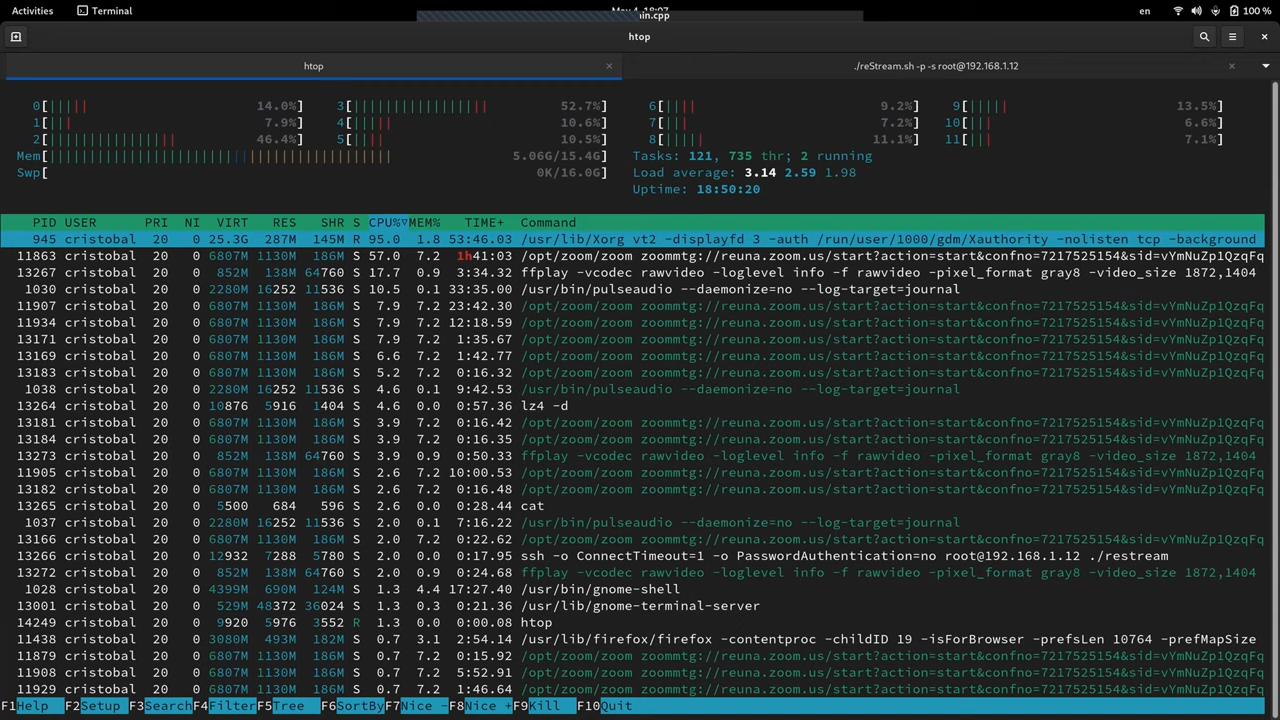 Activities Terminal May 4 18:07 en 100 %
in.cpp
htop
htop ./reStream.sh -p -s root@192.168.1.12
0[ 14.0%] 3[ 52.7%] 6[ 9.2%] 9[ 13.5%]
1[ 7.9%] 4[ 10.6%] 7[ 7.2%] 10[ 6.6%]
2[ 46.4%] 5[ 10.5%] 8[ 11.1%] 11[ 7.1%]
Mem[ 5.06G/15.4G] Tasks: 121, 735 thr; 2 running
Swp[ 0K/16.0G] Load average: 3.14 2.59 1.98
Uptime: 18:50:20
PID USER PRI NI VIRT RES SHR S CPU%▽MEM% TIME+ Command
945 cristobal 20 0 25.3G 287M 145M R 95.0 1.8 53:46.03 /usr/lib/Xorg vt2 -displayfd 3 -auth /run/user/1000/gdm/Xauthority -nolisten tcp -background
11863 cristobal 20 0 6807M 1130M 186M S 57.0 7.2 1h41:03 /opt/zoom/zoom zoommtg://reuna.zoom.us/start?action=start&confno=7217525154&sid=vYmNuZp1QzqFq
13267 cristobal 20 0 852M 138M 64760 S 17.7 0.9 3:34.32 ffplay -vcodec rawvideo -loglevel info -f rawvideo -pixel_format gray8 -video_size 1872,1404
1030 cristobal 20 0 2280M 16252 11536 S 10.5 0.1 33:35.00 /usr/bin/pulseaudio --daemonize=no --log-target=journal
11907 cristobal 20 0 6807M 1130M 186M S 7.9 7.2 23:42.30 /opt/zoom/zoom zoommtg://reuna.zoom.us/start?action=start&confno=7217525154&sid=vYmNuZp1QzqFq
11934 cristobal 20 0 6807M 1130M 186M S 7.9 7.2 12:18.59 /opt/zoom/zoom zoommtg://reuna.zoom.us/start?action=start&confno=7217525154&sid=vYmNuZp1QzqFq
13171 cristobal 20 0 6807M 1130M 186M S 7.9 7.2 1:35.67 /opt/zoom/zoom zoommtg://reuna.zoom.us/start?action=start&confno=7217525154&sid=vYmNuZp1QzqFq
13169 cristobal 20 0 6807M 1130M 186M S 6.6 7.2 1:42.77 /opt/zoom/zoom zoommtg://reuna.zoom.us/start?action=start&confno=7217525154&sid=vYmNuZp1QzqFq
13183 cristobal 20 0 6807M 1130M 186M S 5.2 7.2 0:16.32 /opt/zoom/zoom zoommtg://reuna.zoom.us/start?action=start&confno=7217525154&sid=vYmNuZp1QzqFq
1038 cristobal 20 0 2280M 16252 11536 S 4.6 0.1 9:42.53 /usr/bin/pulseaudio --daemonize=no --log-target=journal
13264 cristobal 20 0 10876 5916 1404 S 4.6 0.0 0:57.36 lz4 -d
13181 cristobal 20 0 6807M 1130M 186M S 3.9 7.2 0:16.42 /opt/zoom/zoom zoommtg://reuna.zoom.us/start?action=start&confno=7217525154&sid=vYmNuZp1QzqFq
13184 cristobal 20 0 6807M 1130M 186M S 3.9 7.2 0:16.35 /opt/zoom/zoom zoommtg://reuna.zoom.us/start?action=start&confno=7217525154&sid=vYmNuZp1QzqFq
13273 cristobal 20 0 852M 138M 64760 S 3.9 0.9 0:50.33 ffplay -vcodec rawvideo -loglevel info -f rawvideo -pixel_format gray8 -video_size 1872,1404
11905 cristobal 20 0 6807M 1130M 186M S 2.6 7.2 10:00.53 /opt/zoom/zoom zoommtg://reuna.zoom.us/start?action=start&confno=7217525154&sid=vYmNuZp1QzqFq
13182 cristobal 20 0 6807M 1130M 186M S 2.6 7.2 0:16.48 /opt/zoom/zoom zoommtg://reuna.zoom.us/start?action=start&confno=7217525154&sid=vYmNuZp1QzqFq
13265 cristobal 20 0 5500 684 596 S 2.6 0.0 0:28.44 cat
1037 cristobal 20 0 2280M 16252 11536 S 2.0 0.1 7:16.22 /usr/bin/pulseaudio --daemonize=no --log-target=journal
13166 cristobal 20 0 6807M 1130M 186M S 2.0 7.2 0:22.62 /opt/zoom/zoom zoommtg://reuna.zoom.us/start?action=start&confno=7217525154&sid=vYmNuZp1QzqFq
13266 cristobal 20 0 12932 7288 5780 S 2.0 0.0 0:17.95 ssh -o ConnectTimeout=1 -o PasswordAuthentication=no root@192.168.1.12 ./restream
13272 cristobal 20 0 852M 138M 64760 S 2.0 0.9 0:24.68 ffplay -vcodec rawvideo -loglevel info -f rawvideo -pixel_format gray8 -video_size 1872,1404
1028 cristobal 20 0 4399M 690M 124M S 1.3 4.4 17:27.40 /usr/bin/gnome-shell
13001 cristobal 20 0 529M 48372 36024 S 1.3 0.3 0:21.36 /usr/lib/gnome-terminal-server
14249 cristobal 20 0 9920 5976 3552 R 1.3 0.0 0:00.08 htop
11438 cristobal 20 0 3080M 493M 182M S 0.7 3.1 2:54.14 /usr/lib/firefox/firefox -contentproc -childID 19 -isForBrowser -prefsLen 10764 -prefMapSize
11879 cristobal 20 0 6807M 1130M 186M S 0.7 7.2 0:15.92 /opt/zoom/zoom zoommtg://reuna.zoom.us/start?action=start&confno=7217525154&sid=vYmNuZp1QzqFq
11908 cristobal 20 0 6807M 1130M 186M S 0.7 7.2 5:52.91 /opt/zoom/zoom zoommtg://reuna.zoom.us/start?action=start&confno=7217525154&sid=vYmNuZp1QzqFq
11929 cristobal 20 0 6807M 1130M 186M S 0.7 7.2 1:46.64 /opt/zoom/zoom zoommtg://reuna.zoom.us/start?action=start&confno=7217525154&sid=vYmNuZp1QzqFq
F1Help F2Setup F3Search F4Filter F5Tree F6SortBy F7Nice - F8Nice + F9Kill F10Quit